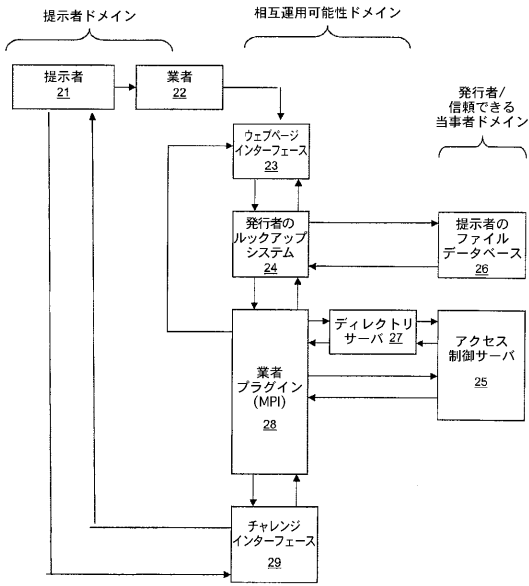 提示者ドメイン
相互運用可能性ドメイン
発行者/
信頼できる
当事者ドメイン
提示者
21
業者
22
ウェブページ
インターフェース
23
発行者の
ルックアップ
システム
24
提示者の
ファイル
データベース
26
ディレクトリ
サーバ 27
アクセス
制御サーバ
25
業者
プラグイン
(MPI)
28
チャレンジ
インターフェース
29